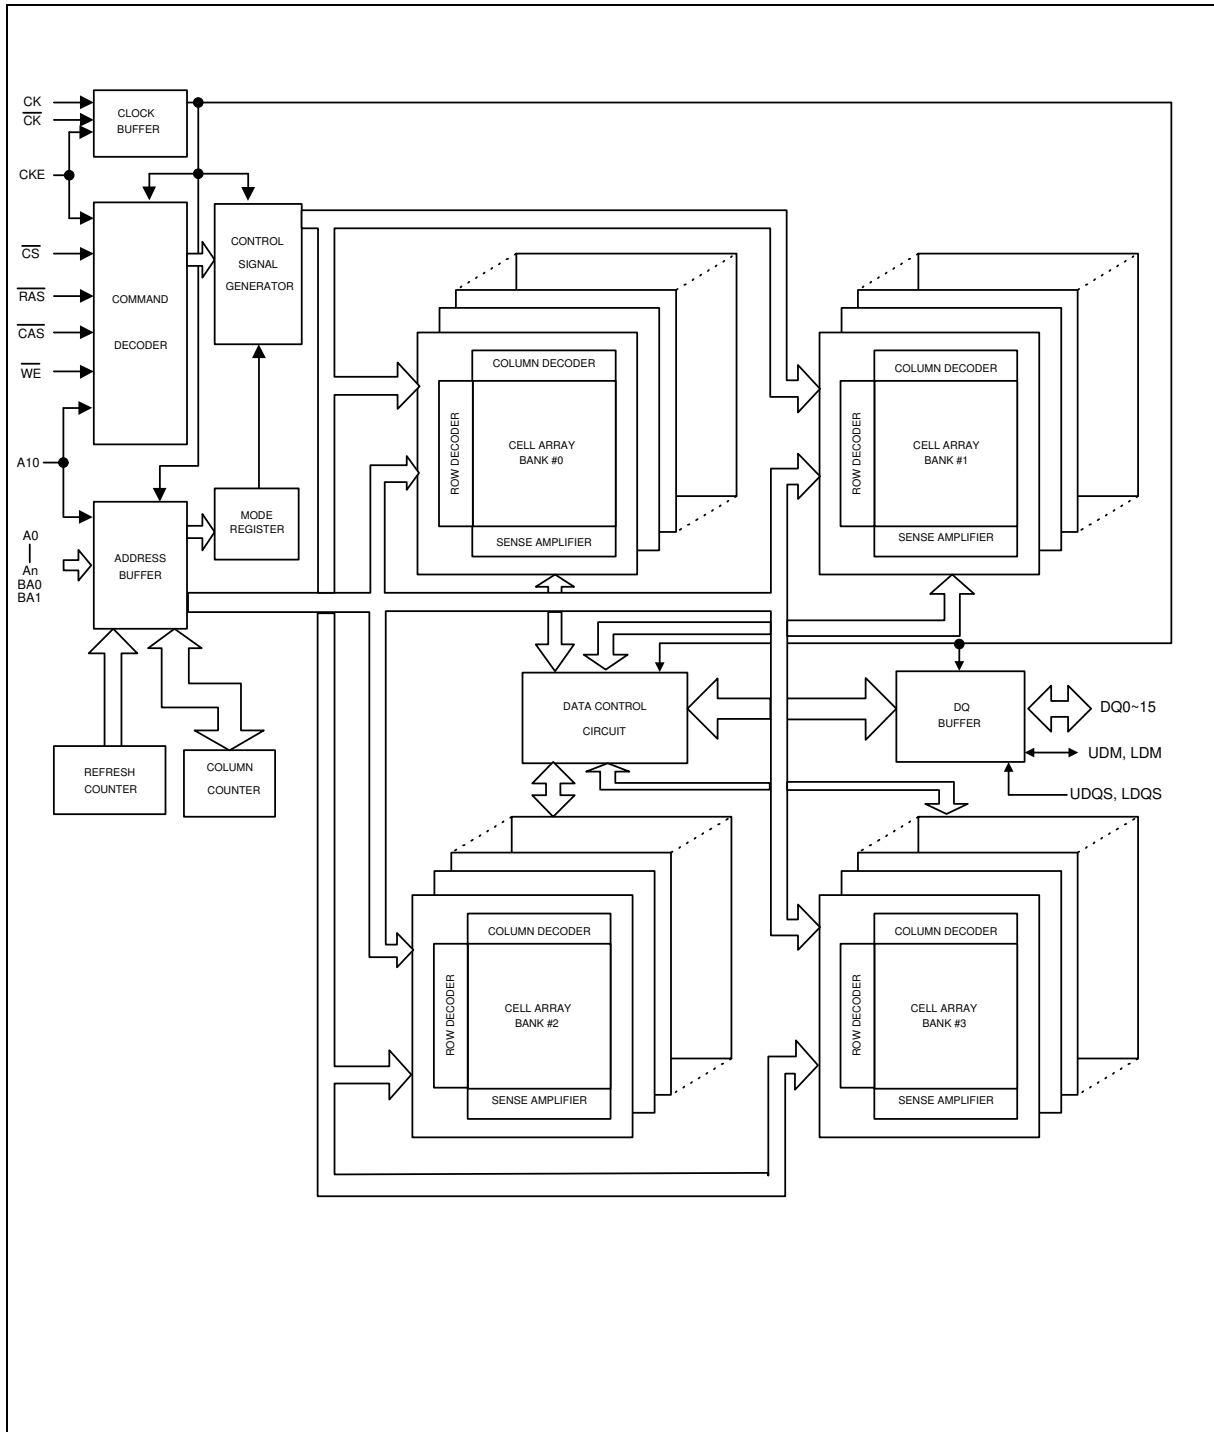 CK
CK
CLOCK
BUFFER
CKE
CS
RAS
CAS
WE
COMMAND
DECODER
CONTROL
SIGNAL
GENERATOR
A10
A0
An
BA0
BA1
ADDRESS
BUFFER
MODE
REGISTER
REFRESH
COUNTER
COLUMN
COUNTER
COLUMN DECODER
ROW DECODER
CELL ARRAY
BANK #0
SENSE AMPLIFIER
COLUMN DECODER
ROW DECODER
CELL ARRAY
BANK #1
SENSE AMPLIFIER
DATA CONTROL
CIRCUIT
DQ
BUFFER
DQ0~15
UDM, LDM
UDQS, LDQS
COLUMN DECODER
ROW DECODER
CELL ARRAY
BANK #2
SENSE AMPLIFIER
COLUMN DECODER
ROW DECODER
CELL ARRAY
BANK #3
SENSE AMPLIFIER